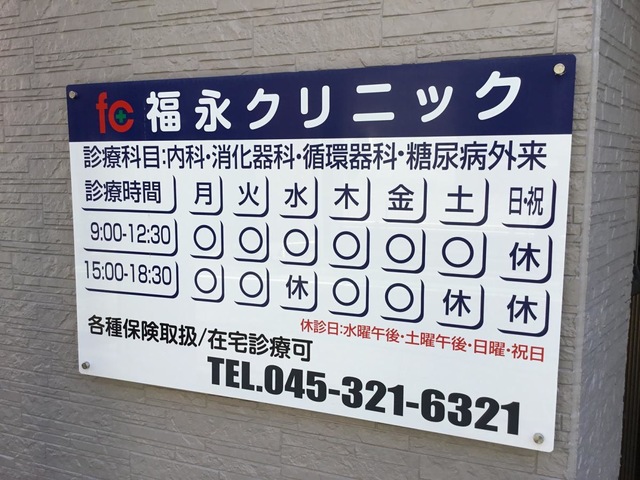 fc 福永クリニック
診療科目:内科・消化器科・循環器科・糖尿病外来
診療時間 月 火 水 木 金 土 日・祝
9:00-12:30 ○ ○ ○ ○ ○ ○ 休
15:00-18:30 ○ ○ 休 ○ ○ 休 休
休診日:水曜午後・土曜午後・日曜・祝日
各種保険取扱/在宅診療可
TEL.045-321-6321